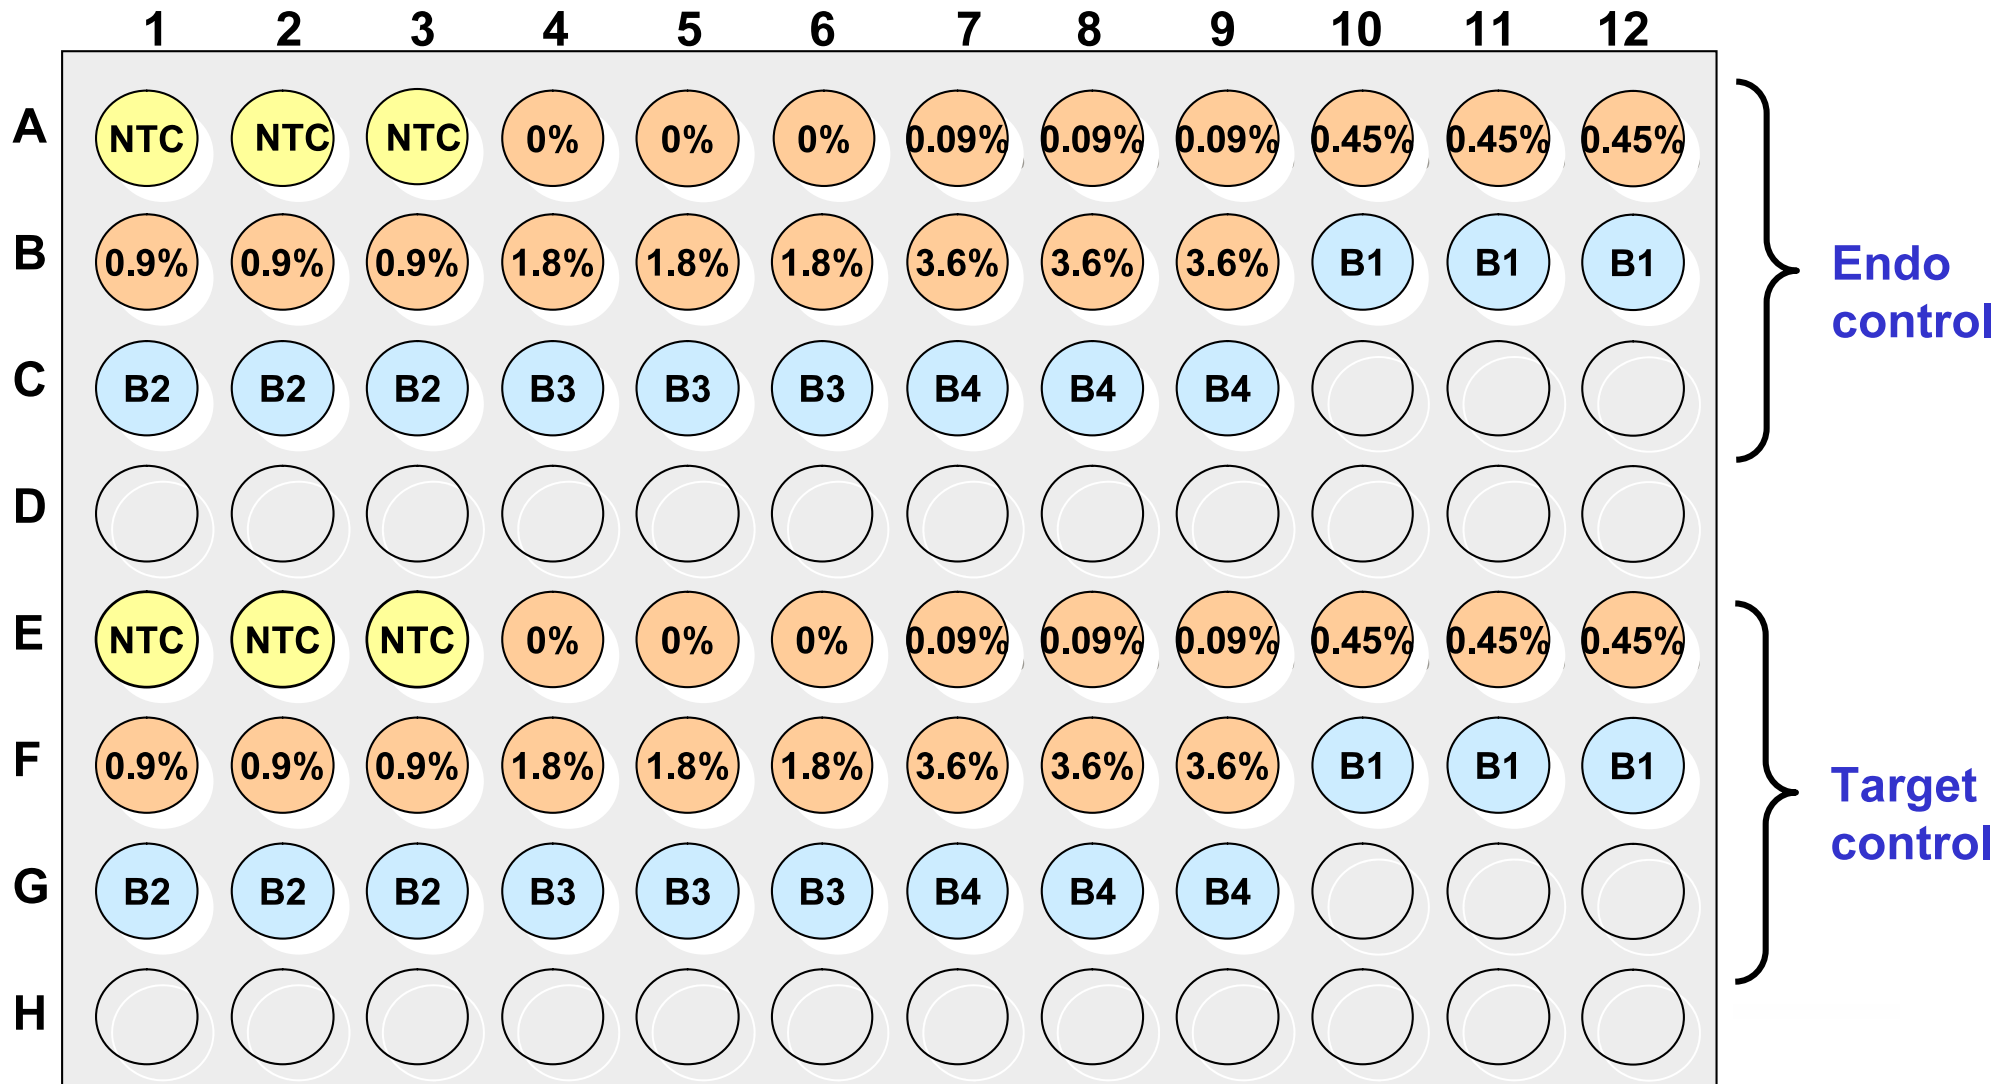 1 2 3 4 5 6 7 8 9 10 11 12
A NTC NTC NTC 0% 0% 0% 0.09% 0.09% 0.09% 0.45% 0.45% 0.45%
B 0.9% 0.9% 0.9% 1.8% 1.8% 1.8% 3.6% 3.6% 3.6% B1 B1 B1
Endo
control
C B2 B2 B2 B3 B3 B3 B4 B4 B4
D
E NTC NTC NTC 0% 0% 0% 0.09% 0.09% 0.09% 0.45% 0.45% 0.45%
F 0.9% 0.9% 0.9% 1.8% 1.8% 1.8% 3.6% 3.6% 3.6% B1 B1 B1
Target
control
G B2 B2 B2 B3 B3 B3 B4 B4 B4
H